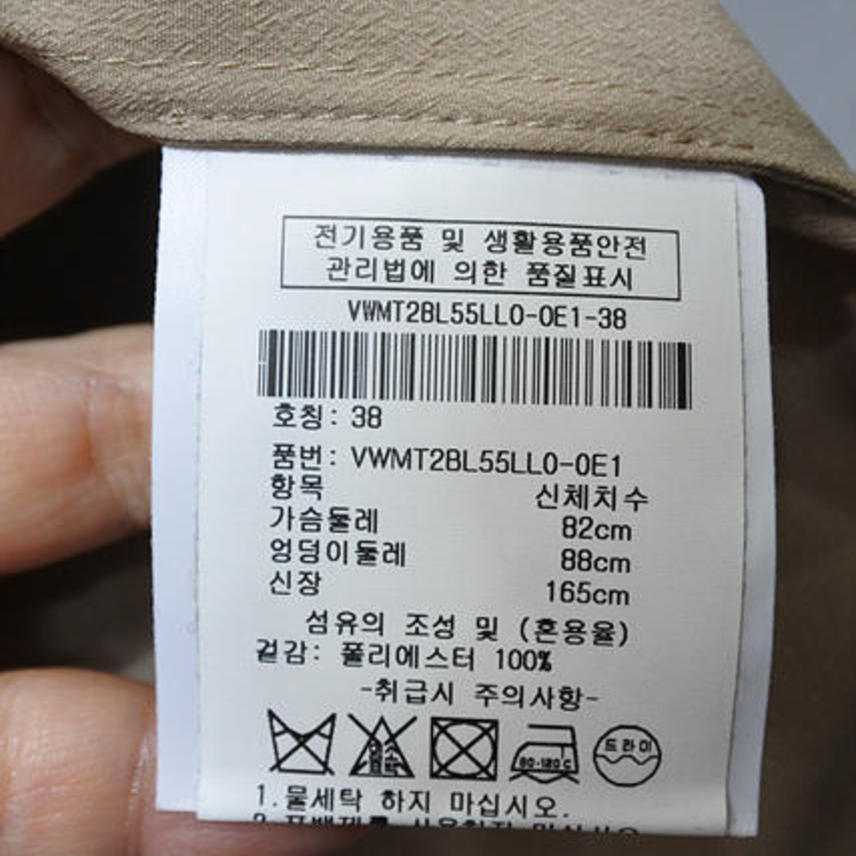 전기용품 및 생활용품안전
관리법에 의한 품질표시
VWMT2BL55LL0-0E1-38
호칭: 38
품번: VWMT2BL55LL0-0E1
항목 신체치수
가슴둘레 82cm
엉덩이둘레 88cm
신장 165cm
섬유의 조성 및 (혼용율)
겉감: 폴리에스터 100%
-취급시 주의사항-
80-120C 드라이
1.물세탁 하지 마십시오.